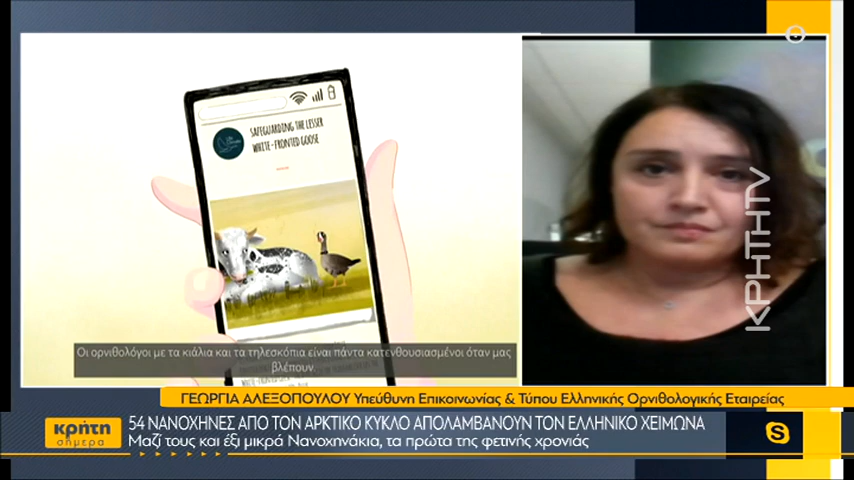 SAFEGUARDING THE LESSER
WHITE-FRONTED GOOSE
Οι ορνιθολόγοι με τα κιάλια και τα τηλεσκόπια είναι πάντα κατενθουσιασμένοι όταν μας
βλέπουν.
ΚΡΗΤΗTV
ΓΕΩΡΓΙΑ ΑΛΕΞΟΠΟΥΛΟΥ Υπεύθυνη Επικοινωνίας & Τύπου Ελληνικής Ορνιθολογικής Εταιρείας
κρήτη
σήμερα
54 ΝΑΝΟΧΗΝΕΣ ΑΠΟ ΤΟΝ ΑΡΚΤΙΚΟ ΚΥΚΛΟ ΑΠΟΛΑΜΒΑΝΟΥΝ ΤΟΝ ΕΛΛΗΝΙΚΟ ΧΕΙΜΩΝΑ
Μαζί τους και έξι μικρά Νανοχηνάκια, τα πρώτα της φετινής χρονιάς